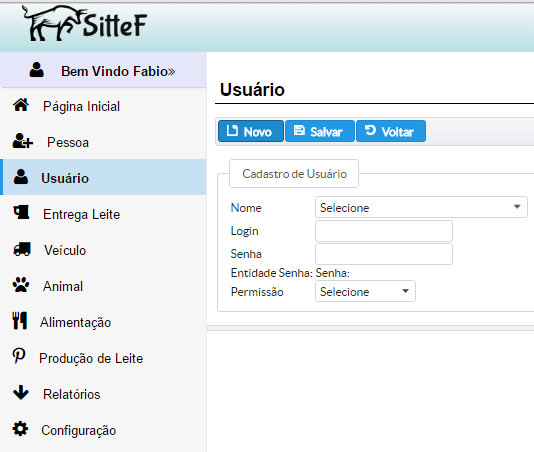 SitteF
Bem Vindo Fabio»
Página Inicial
Pessoa
Usuário
Entrega Leite
Veículo
Animal
Alimentação
Produção de Leite
Relatórios
Configuração
Usuário
Novo Salvar Voltar
Cadastro de Usuário
Nome Selecione
Login
Senha
Entidade Senha: Senha:
Permissão Selecione